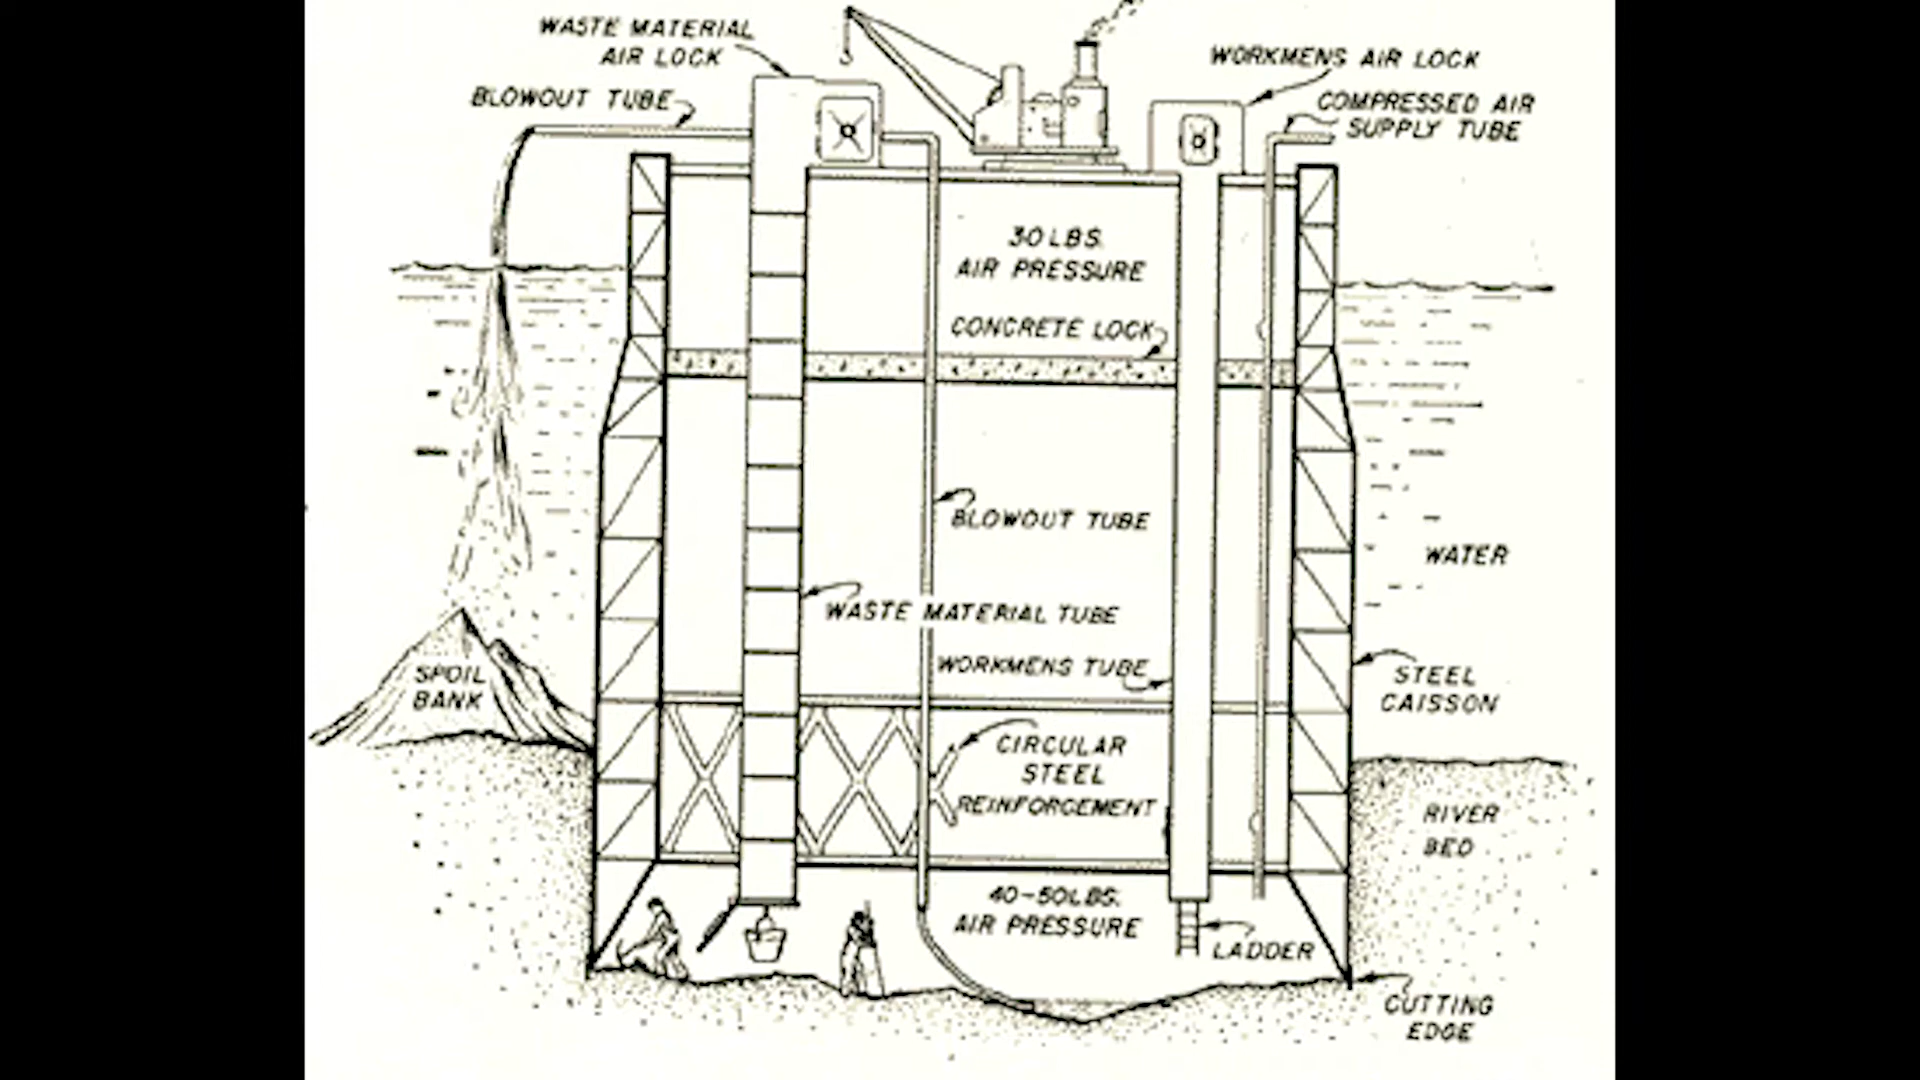 WASTE MATERIAL
AIR LOCK
BLOWOUT TUBE
WORKMENS AIR LOCK
COMPRESSED AIR
SUPPLY TUBE
30 LBS.
AIR PRESSURE
CONCRETE LOCK
BLOWOUT TUBE
WATER
WASTE MATERIAL TUBE
WORKMENS TUBE
SPOIL
BANK
STEEL
CAISSON
CIRCULAR
STEEL
REINFORCEMENT
RIVER
BED
40-50 LBS.
AIR PRESSURE
LADDER
CUTTING
EDGE